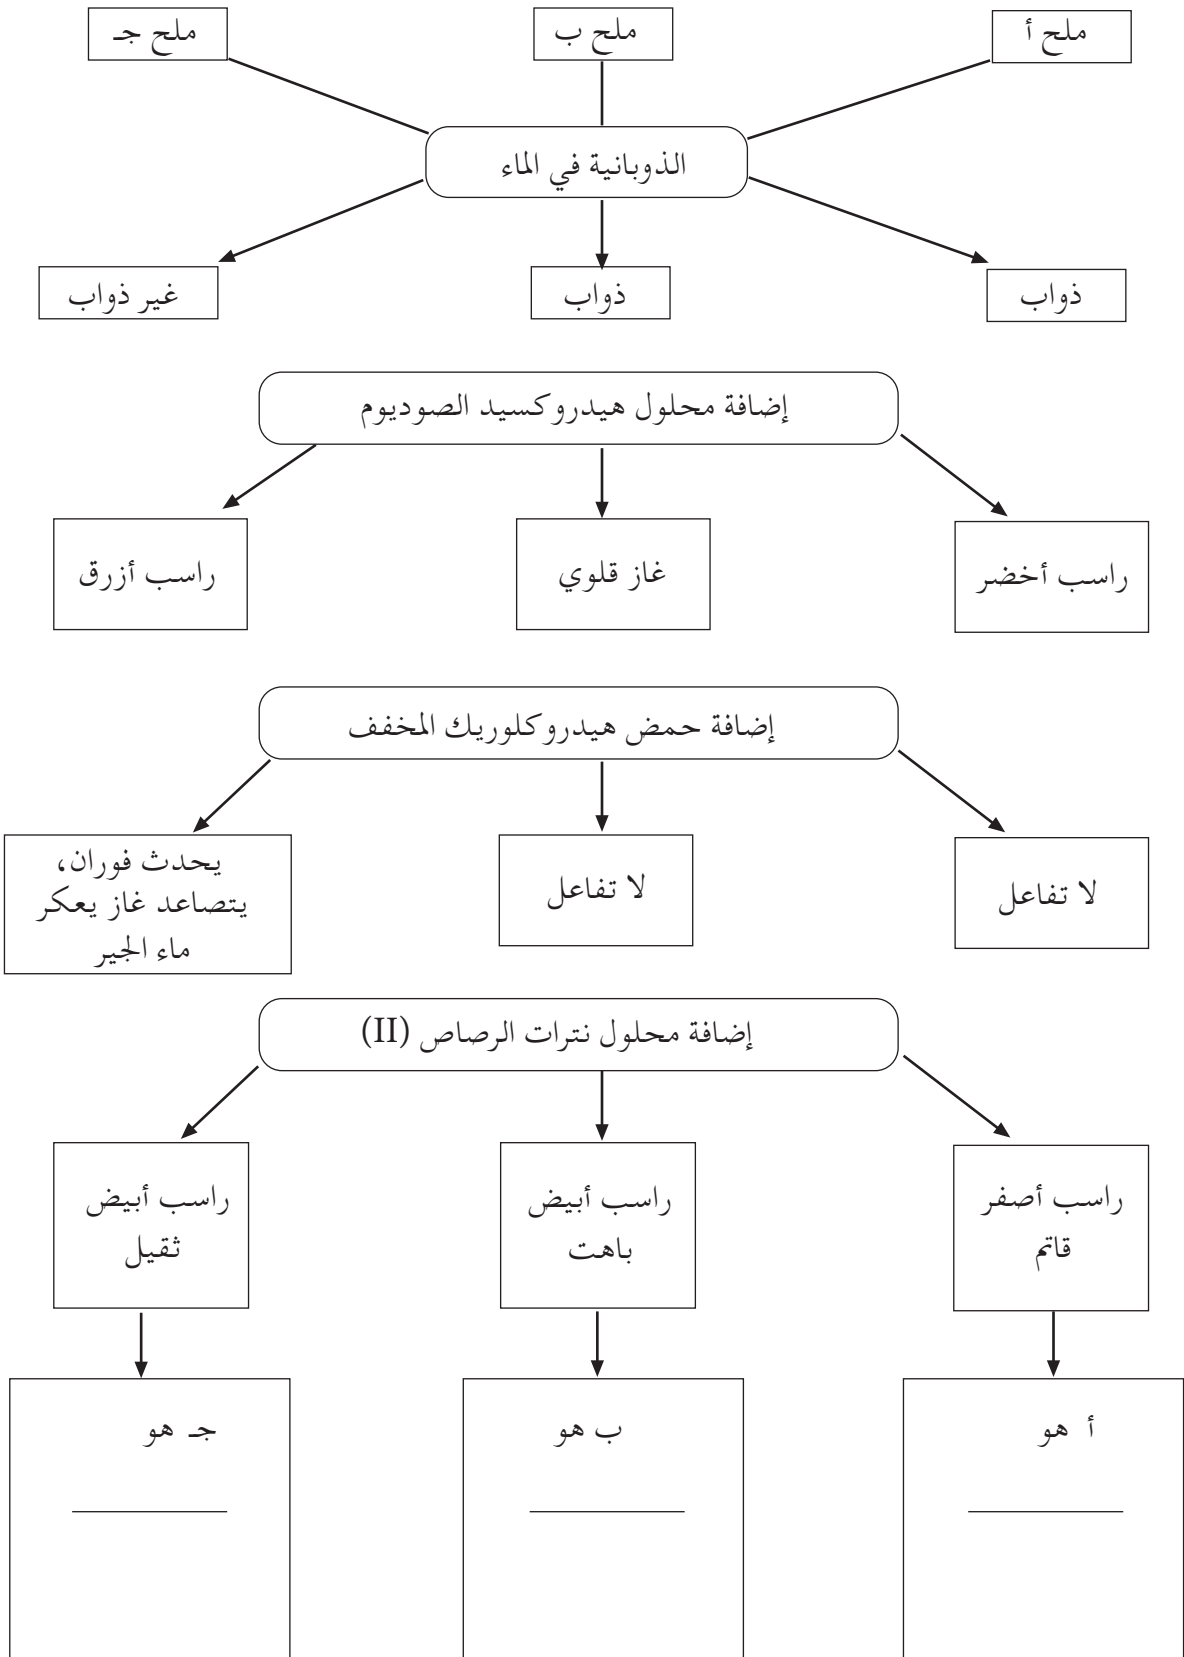 ملح أ
ملح ب
ملح جـ
الذوبانية في الماء
ذواب
ذواب
غير ذواب
إضافة محلول هيدروكسيد الصوديوم
راسب أخضر
غاز قلوي
راسب أزرق
إضافة حمض هيدروكلوريك المخفف
لا تفاعل
لا تفاعل
يحدث فوران،
يتصاعد غاز يعكر
ماء الجير
إضافة محلول نترات الرصاص (II)
راسب أصفر
قاتم
راسب أبيض
باهت
راسب أبيض
ثقيل
أ هو
ب هو
جـ هو